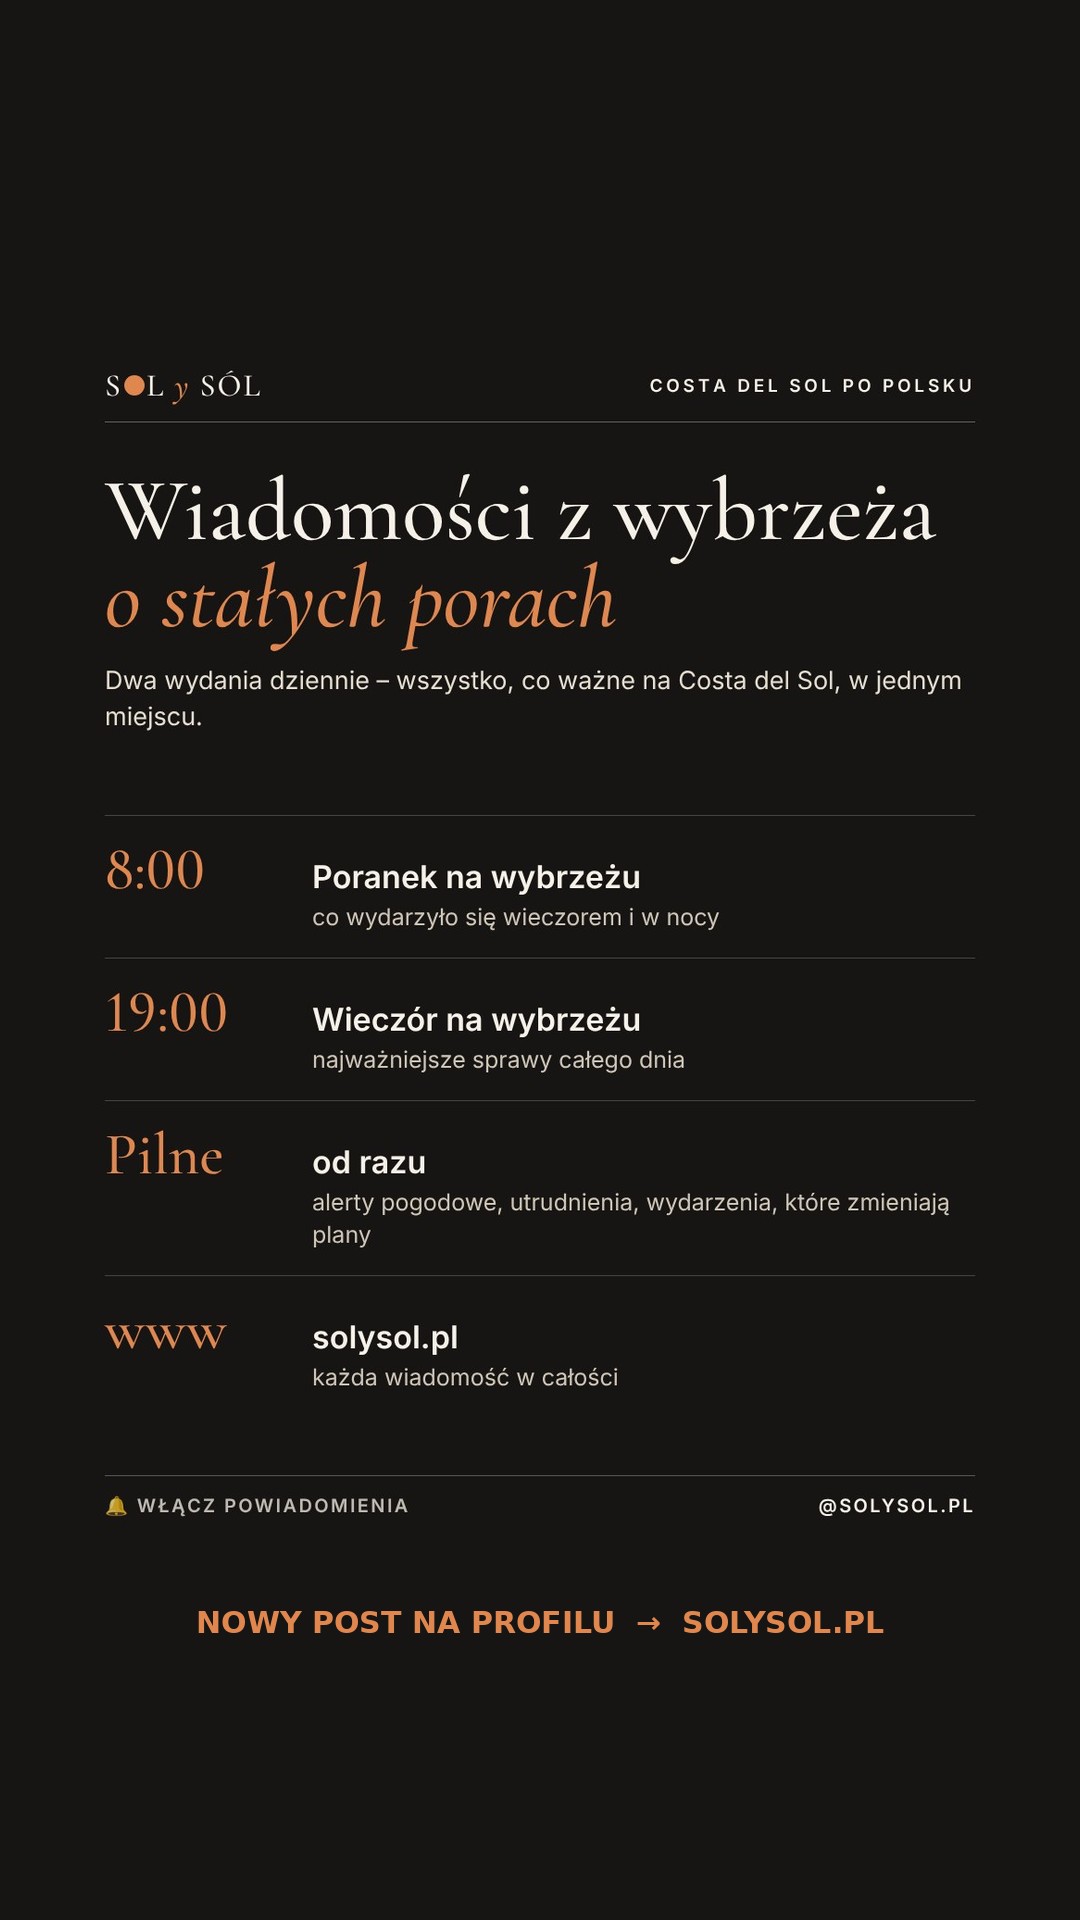 SOL y SÓL
COSTA DEL SOL PO POLSKU
Wiadomości z wybrzeża
o stałych porach
Dwa wydania dziennie – wszystko, co ważne na Costa del Sol, w jednym
miejscu.
8:00
Poranek na wybrzeżu
co wydarzyło się wieczorem i w nocy
19:00
Wieczór na wybrzeżu
najważniejsze sprawy całego dnia
Pilne
od razu
alerty pogodowe, utrudnienia, wydarzenia, które zmieniają
plany
www
solysol.pl
każda wiadomość w całości
🔔 WŁĄCZ POWIADOMIENIA
@SOLYSOL.PL
NOWY POST NA PROFILU → SOLYSOL.PL